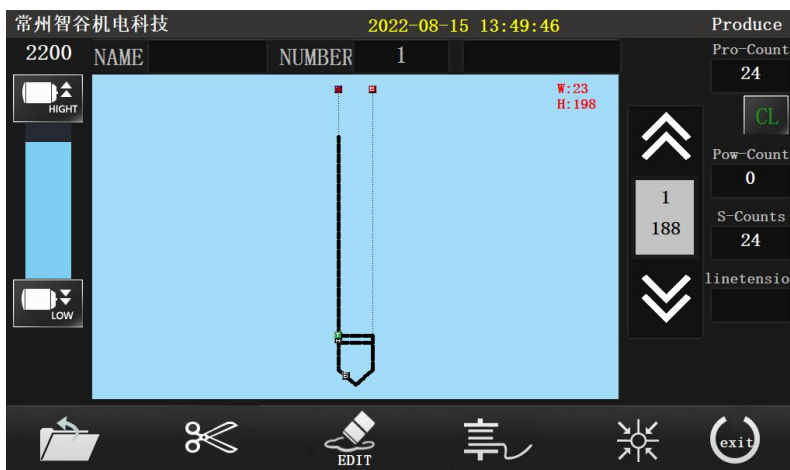 常州智谷机电科技
2022-08-15 13:49:46
Produce
2200
NAME
NUMBER
1
Pro-Count
24
HIGHT
W:23
H:198
CL
Pow-Count
0
1
188
S-Counts
24
linetensio
LOW
B
EDIT
exit